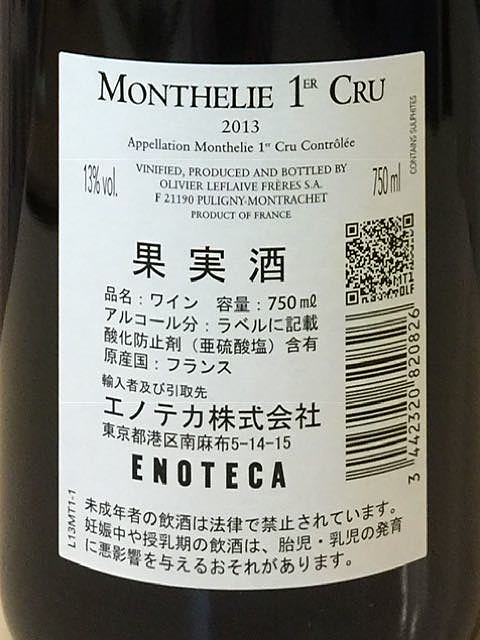 MONTHELIE 1ER CRU
2013
Appellation Monthelie 1er Cru Contrôlée
VINIFIED, PRODUCED AND BOTTLED BY
OLIVIER LEFLAIVE FRÈRES S.A.
F 21190 PULIGNY-MONTRACHET
PRODUCT OF FRANCE
13% vol.
750 ml
CONTAINS SULPHITES
果実酒
品名:ワイン 容量:750㎖
アルコール分:ラベルに記載
酸化防止剤(亜硫酸塩)含有
原産国:フランス
輸入者及び引取先
エノテカ株式会社
東京都港区南麻布5-14-15
ENOTECA
3 442320 820826
L13MT1-1
未成年者の飲酒は法律で禁止されています。
妊娠中や授乳期の飲酒は、胎児・乳児の発育
に悪影響を与えるおそれがあります。